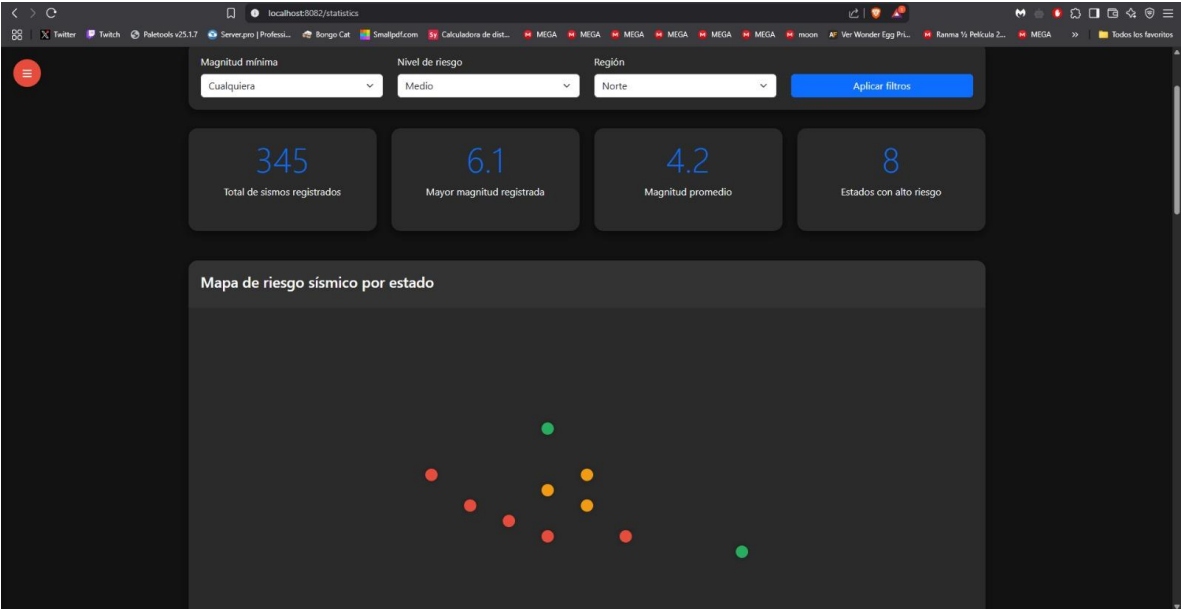 localhost:8082/statistics
Twitter Twitch Paletools v25.1.7 Server.pro | Professi... Bongo Cat Smallpdf.com Calculadora de dist... MEGA MEGA MEGA MEGA MEGA MEGA moon Ver Wonder Egg Pri... Ranma ½ Película 2... MEGA » Todos los favoritos
Magnitud mínima Nivel de riesgo Región
Cualquiera Medio Norte Aplicar filtros
345 6.1 4.2 8
Total de sismos registrados Mayor magnitud registrada Magnitud promedio Estados con alto riesgo
Mapa de riesgo sísmico por estado